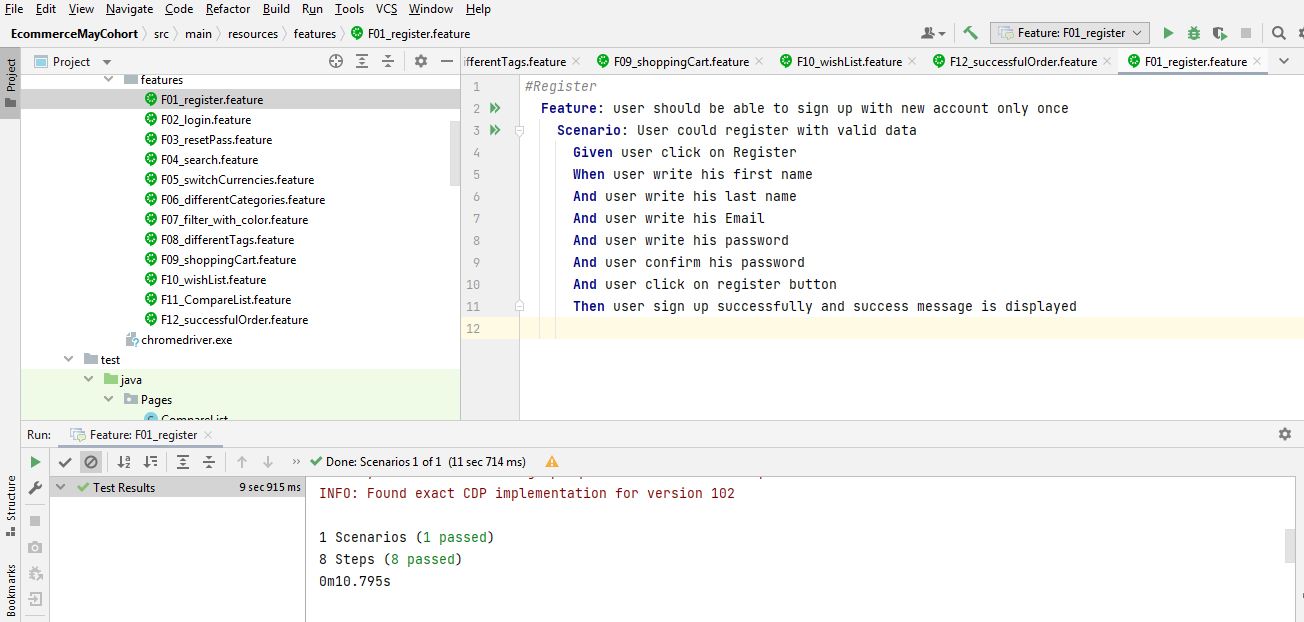 File Edit View Navigate Code Refactor Build Run Tools VCS Window Help
EcommerceMayCohort src main resources features F01_register.feature
Feature: F01_register
Project
Project
features
F01_register.feature
F02_login.feature
F03_resetPass.feature
F04_search.feature
F05_switchCurrencies.feature
F06_differentCategories.feature
F07_filter_with_color.feature
F08_differentTags.feature
F09_shoppingCart.feature
F10_wishList.feature
F11_CompareList.feature
F12_successfulOrder.feature
chromedriver.exe
test
java
Pages
CompareList
ifferentTags.feature F09_shoppingCart.feature F10_wishList.feature F12_successfulOrder.feature F01_register.feature
1 #Register
2 Feature: user should be able to sign up with new account only once
3 Scenario: User could register with valid data
4 Given user click on Register
5 When user write his first name
6 And user write his last name
7 And user write his Email
8 And user write his password
9 And user confirm his password
10 And user click on register button
11 Then user sign up successfully and success message is displayed
12
Run: Feature: F01_register
Done: Scenarios 1 of 1 (11 sec 714 ms)
Test Results 9 sec 915 ms
INFO: Found exact CDP implementation for version 102
1 Scenarios (1 passed)
8 Steps (8 passed)
0m10.795s
Structure
Bookmarks